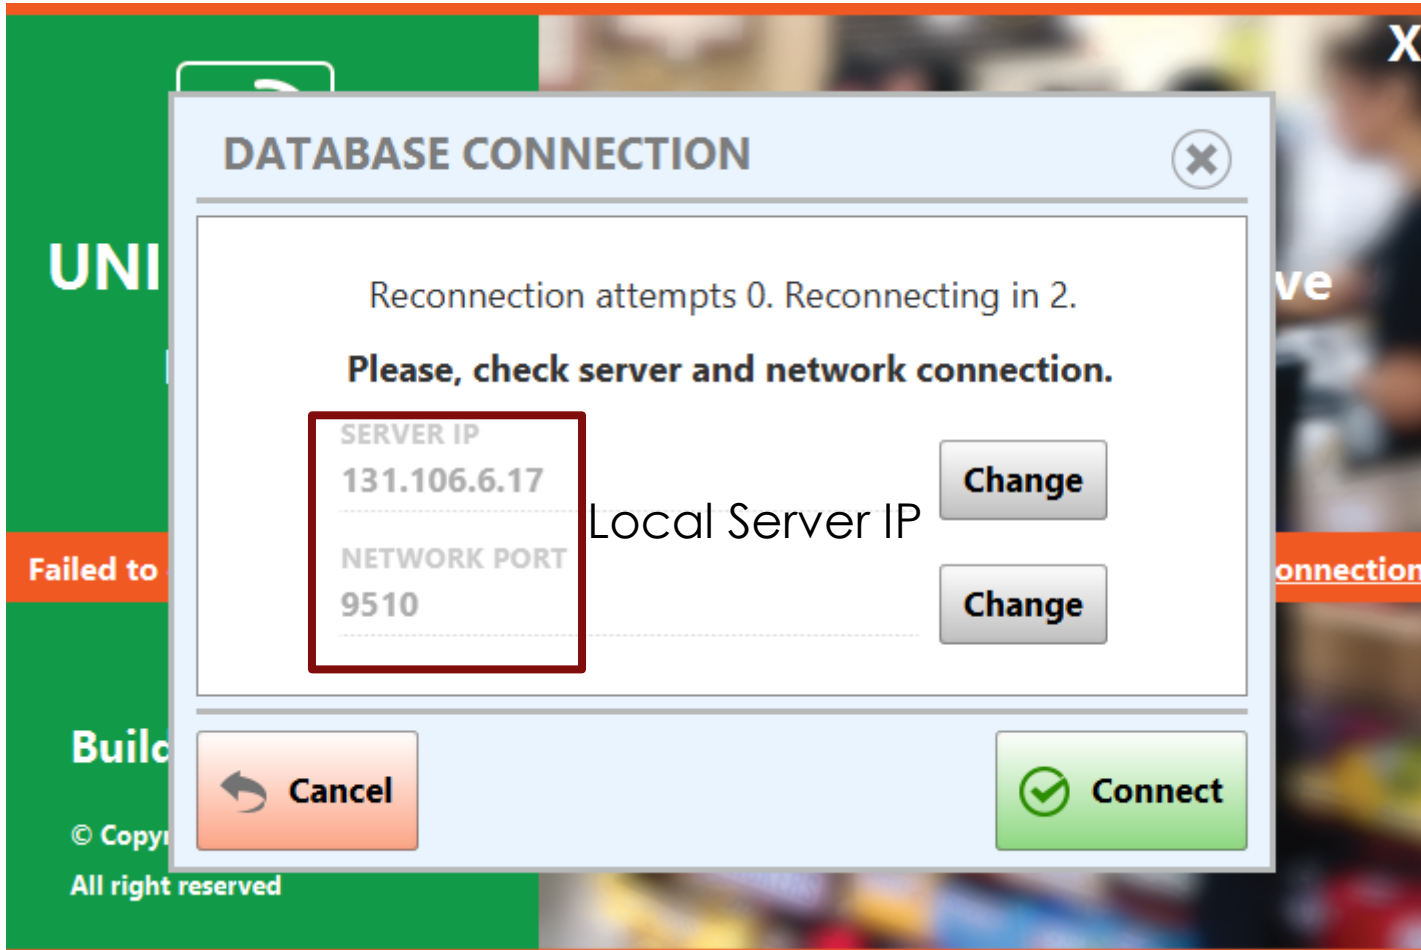 X
DATABASE CONNECTION
UNI
ve
Reconnection attempts 0. Reconnecting in 2.
Please, check server and network connection.
SERVER IP
131.106.6.17
Change
Local Server IP
NETWORK PORT
9510
Change
Failed to
onnection
Build
Cancel
Connect
© Copyr
All right reserved